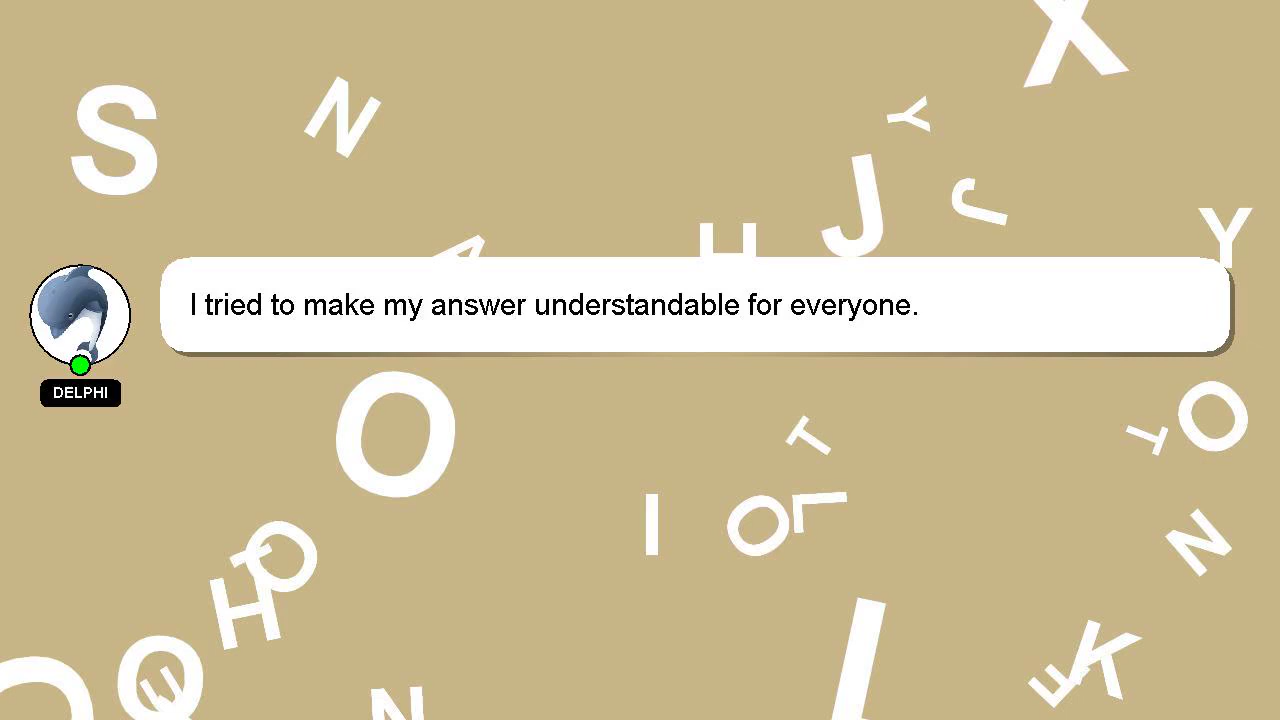 S
N
X
Y
J
J
Y
A
H
I tried to make my answer understandable for everyone.
DELPHI
O
T
T
O
I
O
L
N
O
T
H
I
K
E
O
N